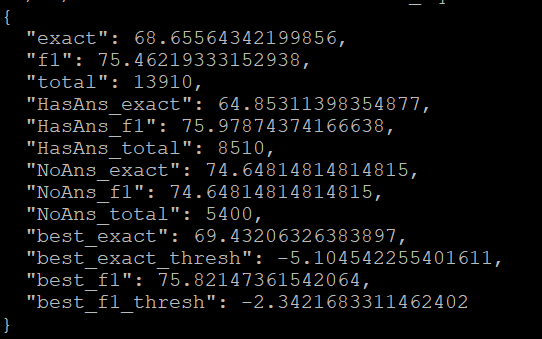 {
"exact": 68.65564342199856,
"f1": 75.46219333152938,
"total": 13910,
"HasAns_exact": 64.85311398354877,
"HasAns_f1": 75.97874374166638,
"HasAns_total": 8510,
"NoAns_exact": 74.64814814814815,
"NoAns_f1": 74.64814814814815,
"NoAns_total": 5400,
"best_exact": 69.43206326383897,
"best_exact_thresh": -5.104542255401611,
"best_f1": 75.82147361542064,
"best_f1_thresh": -2.3421683311462402
}